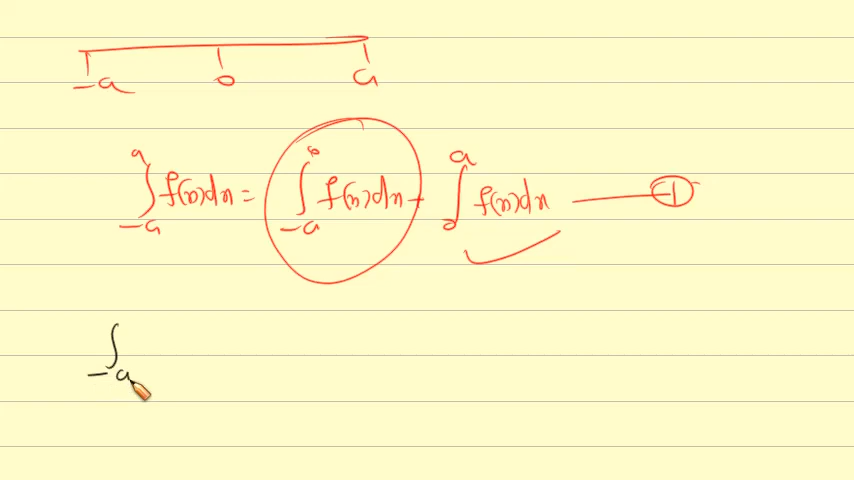 -a 0 a
∫_{-a}^{a} f(x)dx = ∫_{-a}^{0} f(x)dx + ∫_{0}^{a} f(x)dx — 1
∫_{-a}